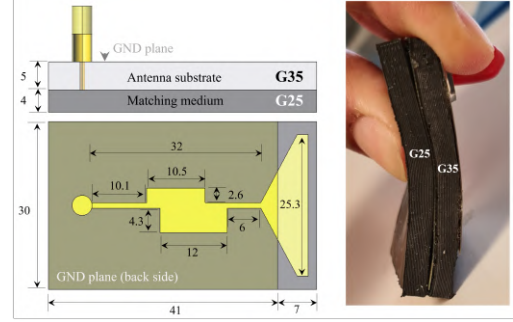 GND plane
5
Antenna substrate
G35
4
Matching medium
G25
32
10.1
10.5
2.6
30
25.3
4.3
6
12
GND plane (back side)
41
7
G25
G35